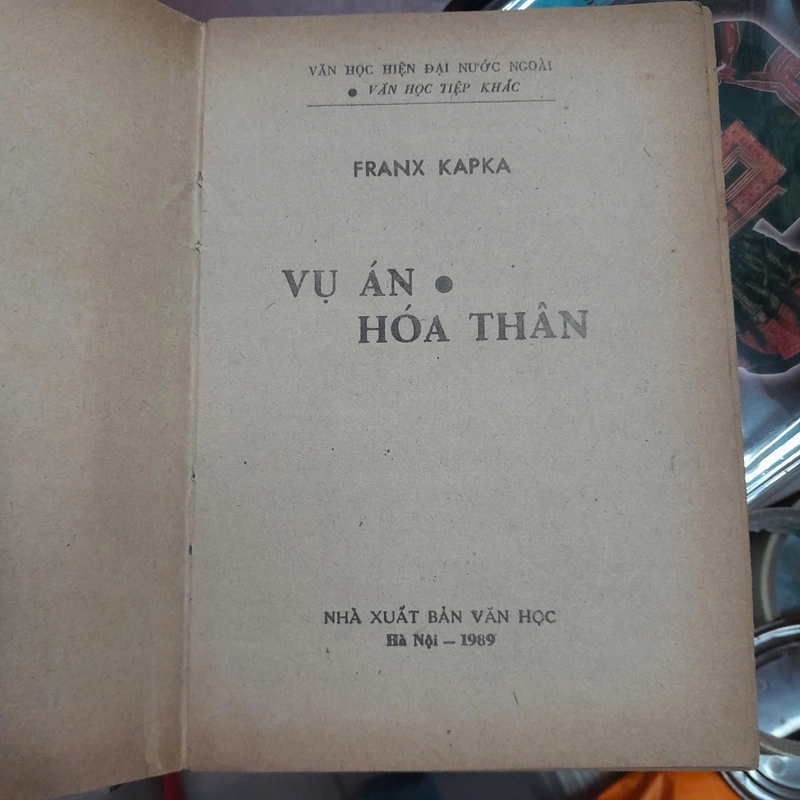 VĂN HỌC HIỆN ĐẠI NƯỚC NGOÀI
● VĂN HỌC TIỆP KHẮC
FRANX KAPKA
VỤ ÁN ●
HÓA THÂN
NHÀ XUẤT BẢN VĂN HỌC
Hà Nội — 1989